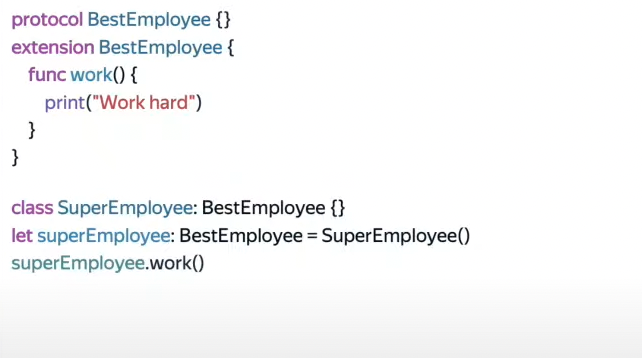 protocol BestEmployee {}
extension BestEmployee {
func work() {
print("Work hard")
}
}
class SuperEmployee: BestEmployee {}
let superEmployee: BestEmployee = SuperEmployee()
superEmployee.work()